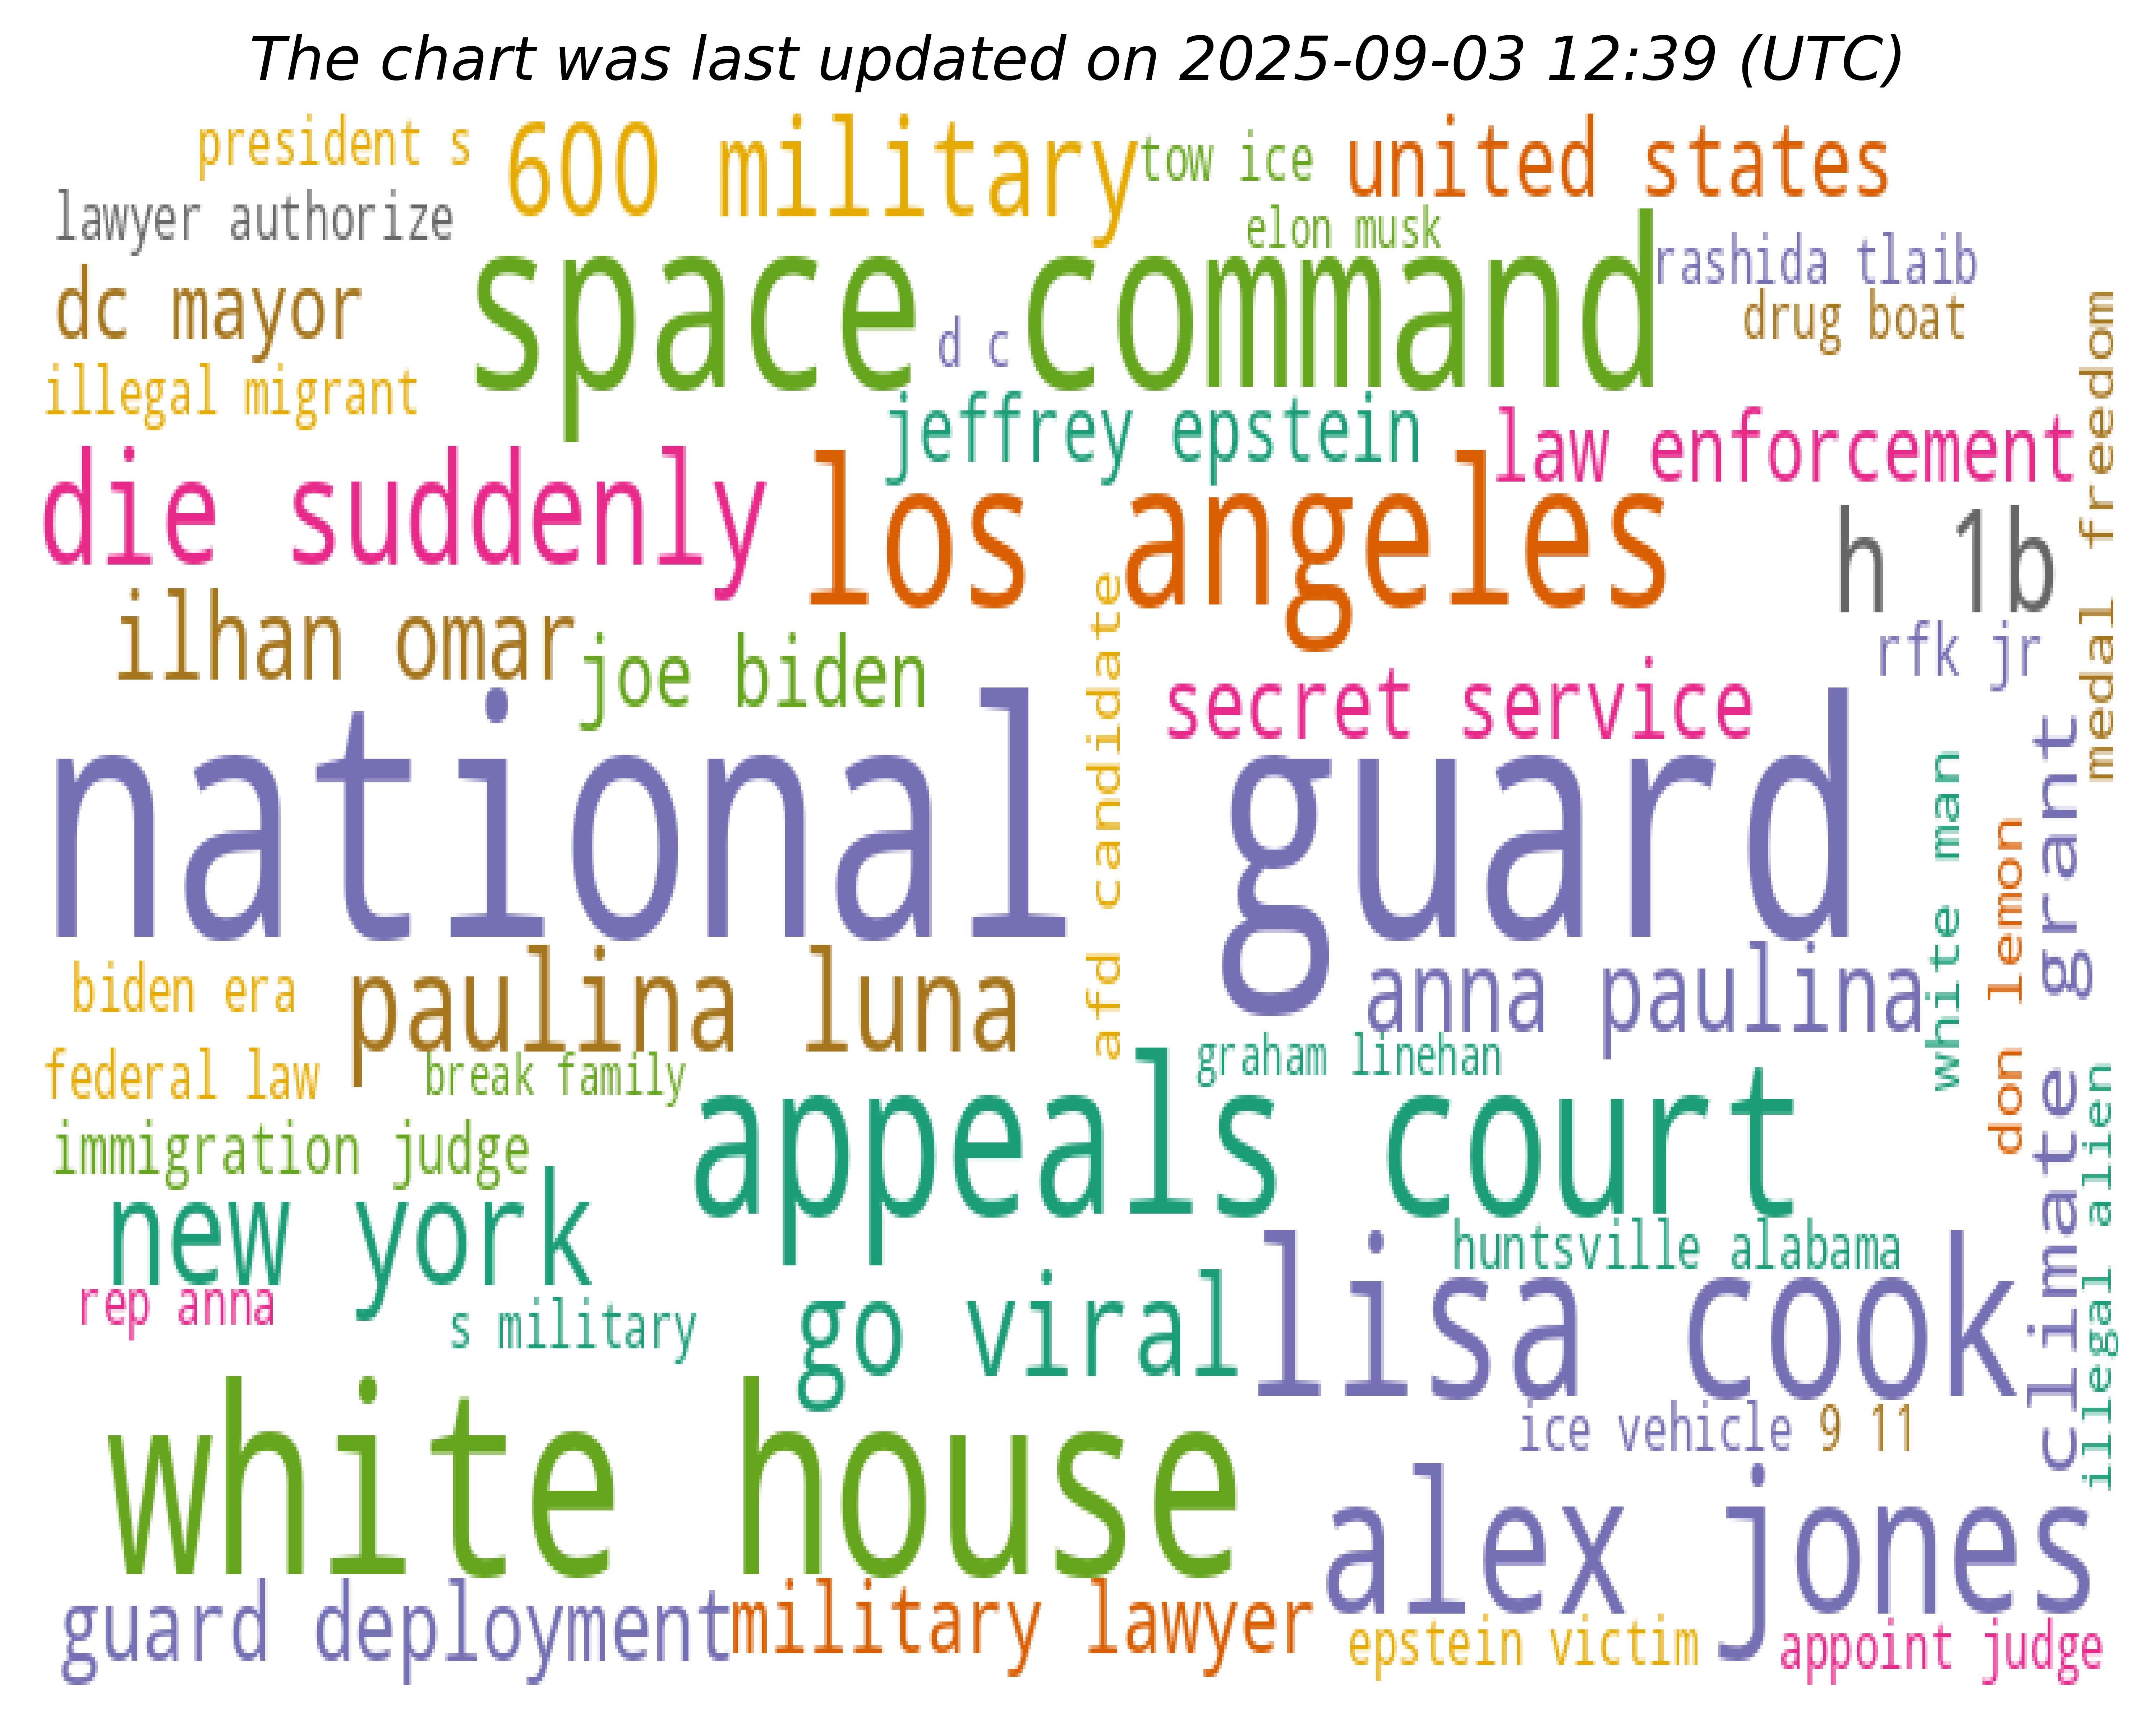 The chart was last updated on 2025-09-03 12:39 (UTC)
president s
600 military
tow ice
united states
lawyer authorize
elon musk
space command
rashida tlaib
dc mayor
d c
drug boat
illegal migrant
jeffrey epstein
law enforcement
medal freedom
die suddenly
los angeles
h 1b
ilhan omar
joe biden
afd candidate
secret service
rfk jr
national guard
white man
don lemon
climate grant
biden era
paulina luna
anna paulina
federal law
break family
graham linehan
immigration judge
appeals court
illegal alien
new york
huntsville alabama
rep anna
s military
go viral
lisa cook
white house
ice vehicle
9 11
alex jones
guard deployment
military lawyer
epstein victim
appoint judge